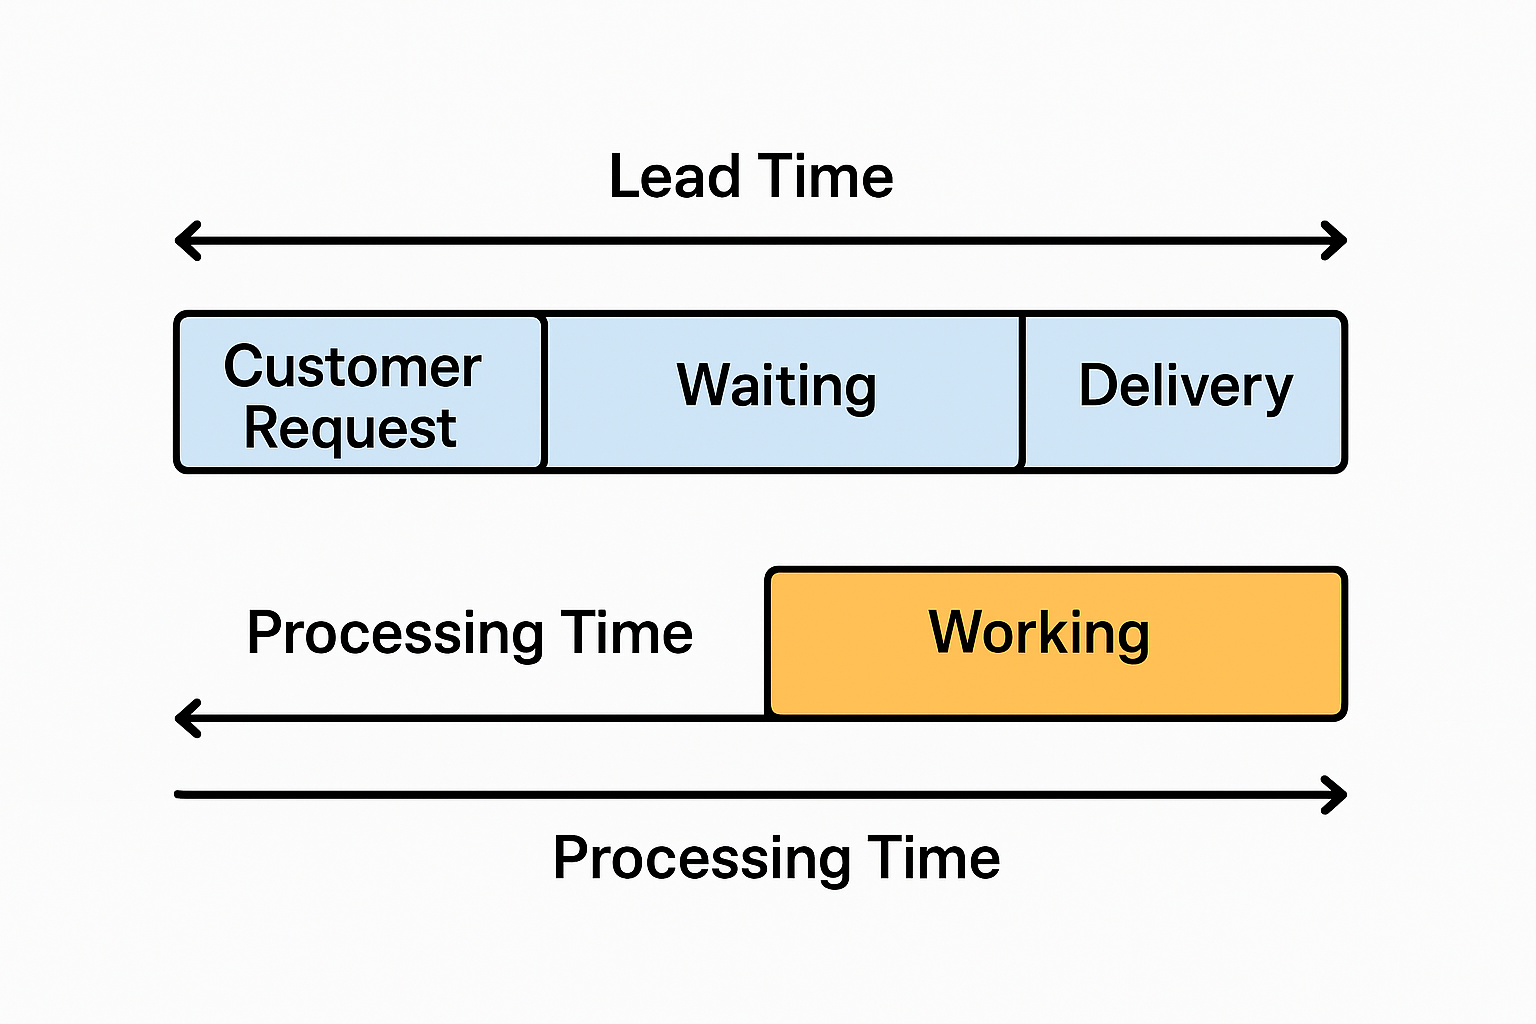 Lead Time
Customer
Request
Waiting
Delivery
Processing Time
Working
Processing Time